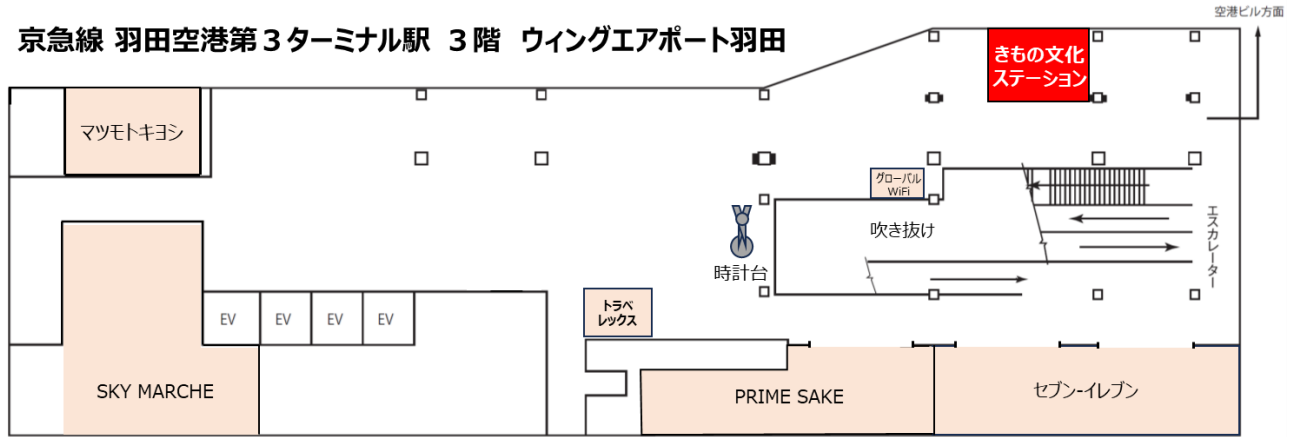 空港ビル方面
京急線 羽田空港第３ターミナル駅 ３階 ウィングエアポート羽田
きもの文化
ステーション
マツモトキヨシ
グローバル
WiFi
吹き抜け
エスカレーター
時計台
トラベ
レックス
EV EV EV EV
SKY MARCHE
PRIME SAKE
セブン-イレブン